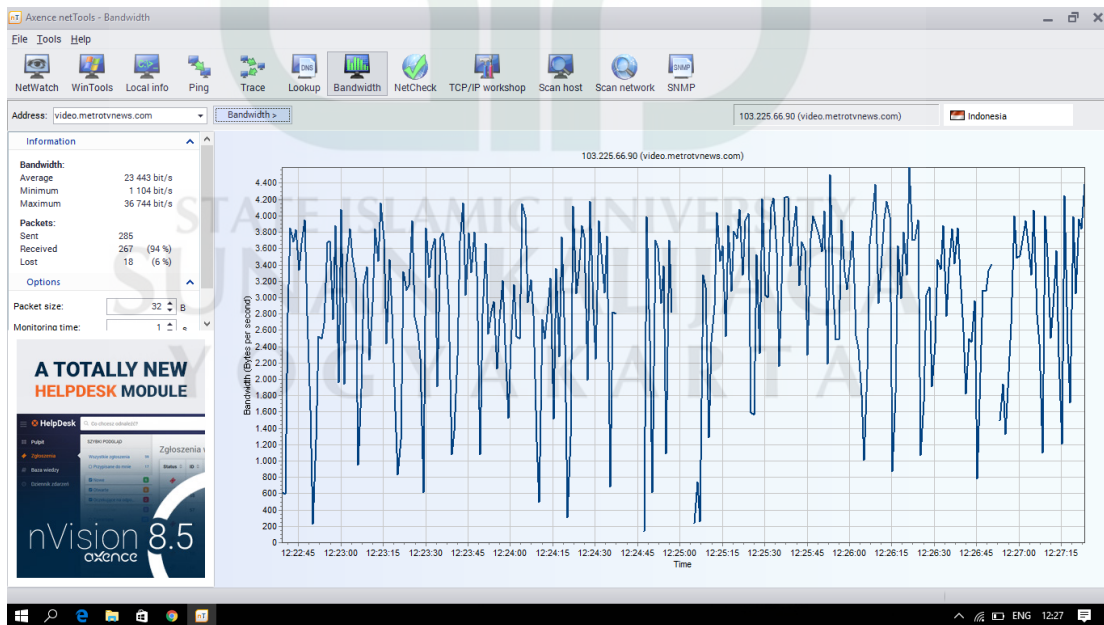 nT Axence netTools - Bandwidth
File Tools Help
NetWatch WinTools Local info Ping Trace DNS Lookup Bandwidth NetCheck TCP/IP workshop Scan host Scan network SNMP SNMP
Address: video.metrotvnews.com Bandwidth > 103.225.66.90 (video.metrotvnews.com) Indonesia
Information
Bandwidth:
Average 23 443 bit/s
Minimum 1 104 bit/s
Maximum 36 744 bit/s
Packets:
Sent 285
Received 267 (94 %)
Lost 18 (6 %)
Options
Packet size: 32 B
Monitoring time: 1 s
A TOTALLY NEW
HELPDESK MODULE
HelpDesk
Pulpit SZYBKI PODGLĄD
Zgłoszenia Wszystkie zgłoszenia
Zgłoszenia
Baza wiedzy Status ID
Dziennik zdarzeń
nVision 8.5
axence
103.225.66.90 (video.metrotvnews.com)
Bandwidth (Bytes per second)
4.400
4.200
4.000
3.800
3.600
3.400
3.200
3.000
2.800
2.600
2.400
2.200
2.000
1.800
1.600
1.400
1.200
1.000
800
600
400
200
0
12:22:45 12:23:00 12:23:15 12:23:30 12:23:45 12:24:00 12:24:15 12:24:30 12:24:45 12:25:00 12:25:15 12:25:30 12:25:45 12:26:00 12:26:15 12:26:30 12:26:45 12:27:00 12:27:15
Time
STATE ISLAMIC UNIVERSITY
SUNAN KALIJAGA
YOGYAKARTA
nT ENG 12:27